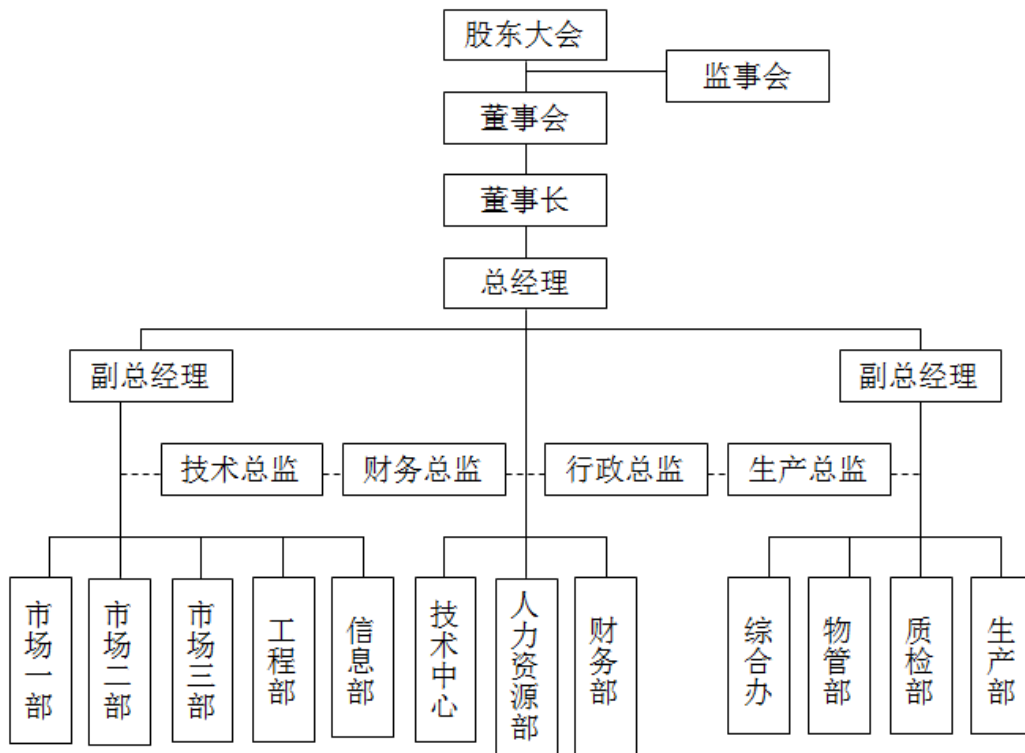 股东大会
监事会
董事会
董事长
总经理
副总经理
副总经理
技术总监
财务总监
行政总监
生产总监
市场一部
市场二部
市场三部
工程部
信息部
技术中心
人力资源部
财务部
综合办
物管部
质检部
生产部